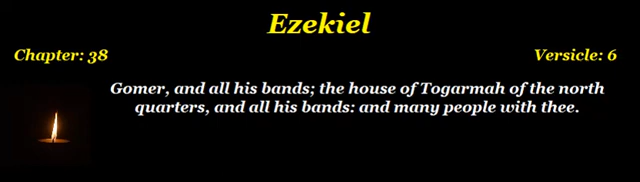 Ezekiel
Chapter: 38 Versicle: 6
Gomer, and all his bands; the house of Togarmah of the north
quarters, and all his bands: and many people with thee.